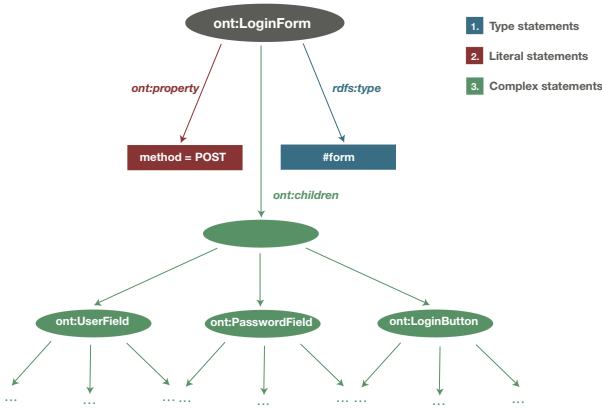 ont:LoginForm
1. Type statements
2. Literal statements
3. Complex statements
ont:property
rdfs:type
method = POST
#form
ont:children
ont:UserField
ont:PasswordField
ont:LoginButton
... ... ... ... ... ... ... ... ...